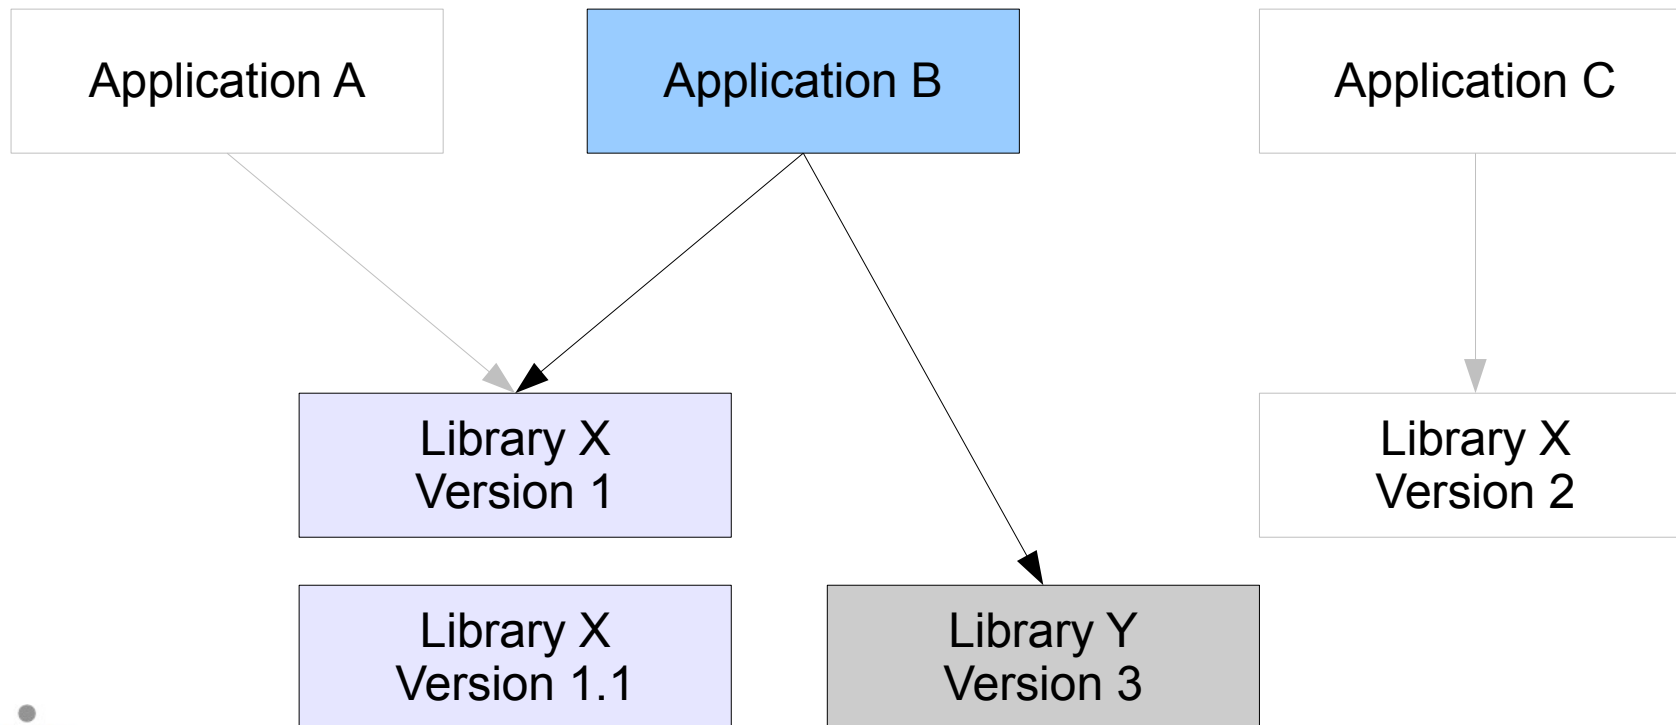 Application A
Application B
Application C
Library X
Version 1
Library X
Version 2
Library X
Version 1.1
Library Y
Version 3